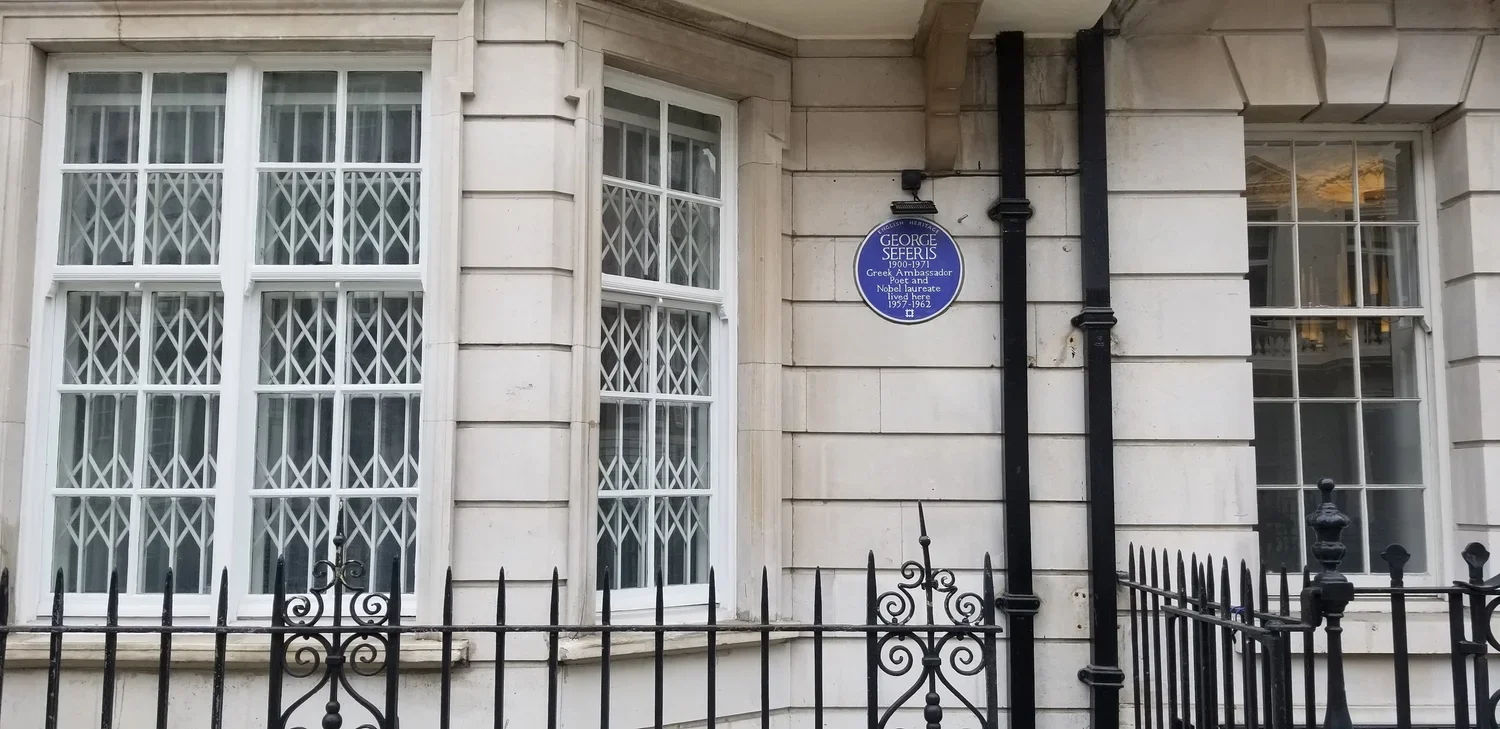 ENGLISH HERITAGE
GEORGE
SEFERIS
1900-1971
Greek Ambassador
Poet and
Nobel laureate
lived here
1957-1962